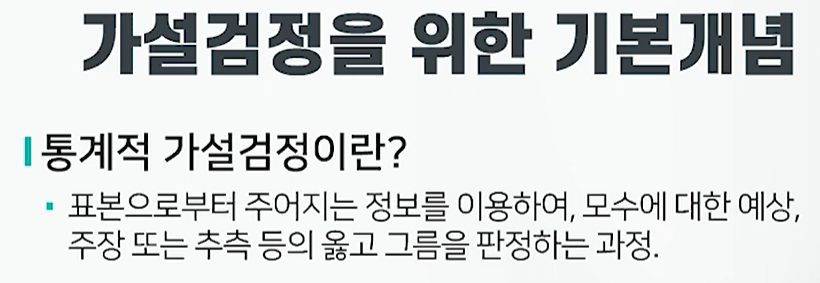 가설검정을 위한 기본개념
통계적 가설검정이란?
▪ 표본으로부터 주어지는 정보를 이용하여, 모수에 대한 예상,
주장 또는 추측 등의 옳고 그름을 판정하는 과정.